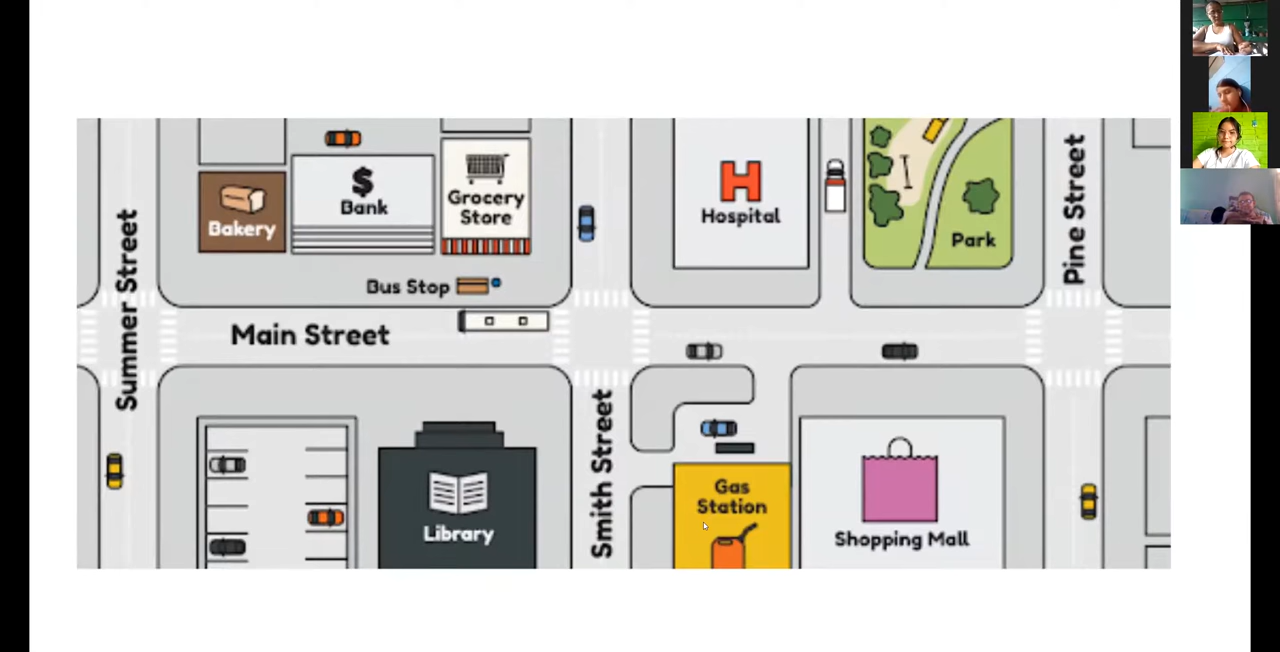 Bakery
$
Bank
Grocery
Store
H
Hospital
Park
Pine Street
Summer Street
Bus Stop
Main Street
Smith Street
Library
Gas
Station
Shopping Mall